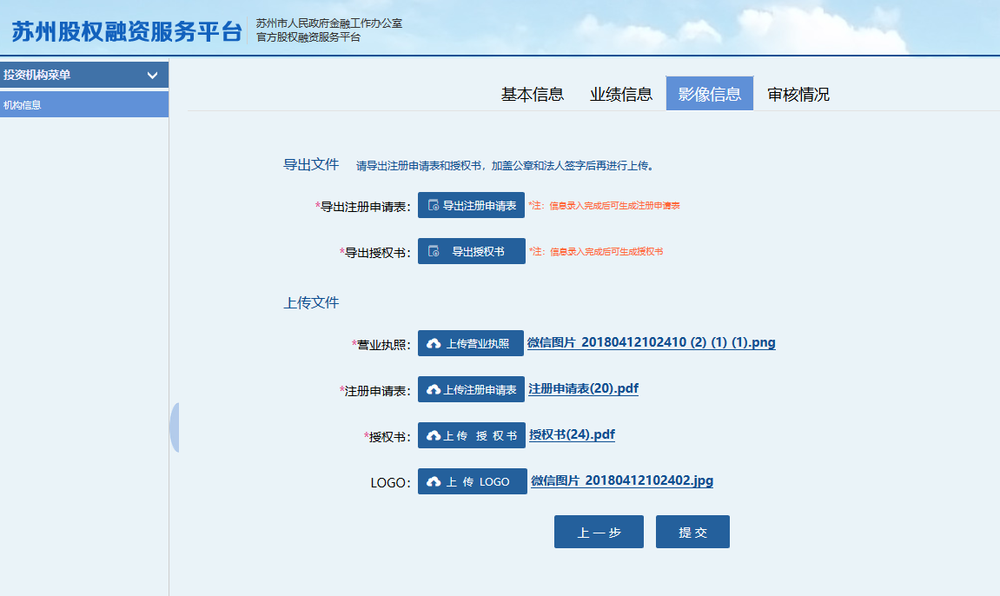 苏州股权融资服务平台
苏州市人民政府金融工作办公室
官方股权融资服务平台
投资机构菜单
机构信息
基本信息 业绩信息 影像信息 审核情况
导出文件 请导出注册申请表和授权书，加盖公章和法人签字后再进行上传。
*导出注册申请表： 导出注册申请表 *注：信息录入完成后可生成注册申请表
*导出授权书： 导出授权书 *注：信息录入完成后可生成授权书
上传文件
*营业执照： 上传营业执照 微信图片_20180412102410 (2) (1) (1).png
*注册申请表： 上传注册申请表 注册申请表(20).pdf
*授权书： 上传 授权书 授权书(24).pdf
LOGO： 上 传 LOGO 微信图片_20180412102402.jpg
上一步 提交